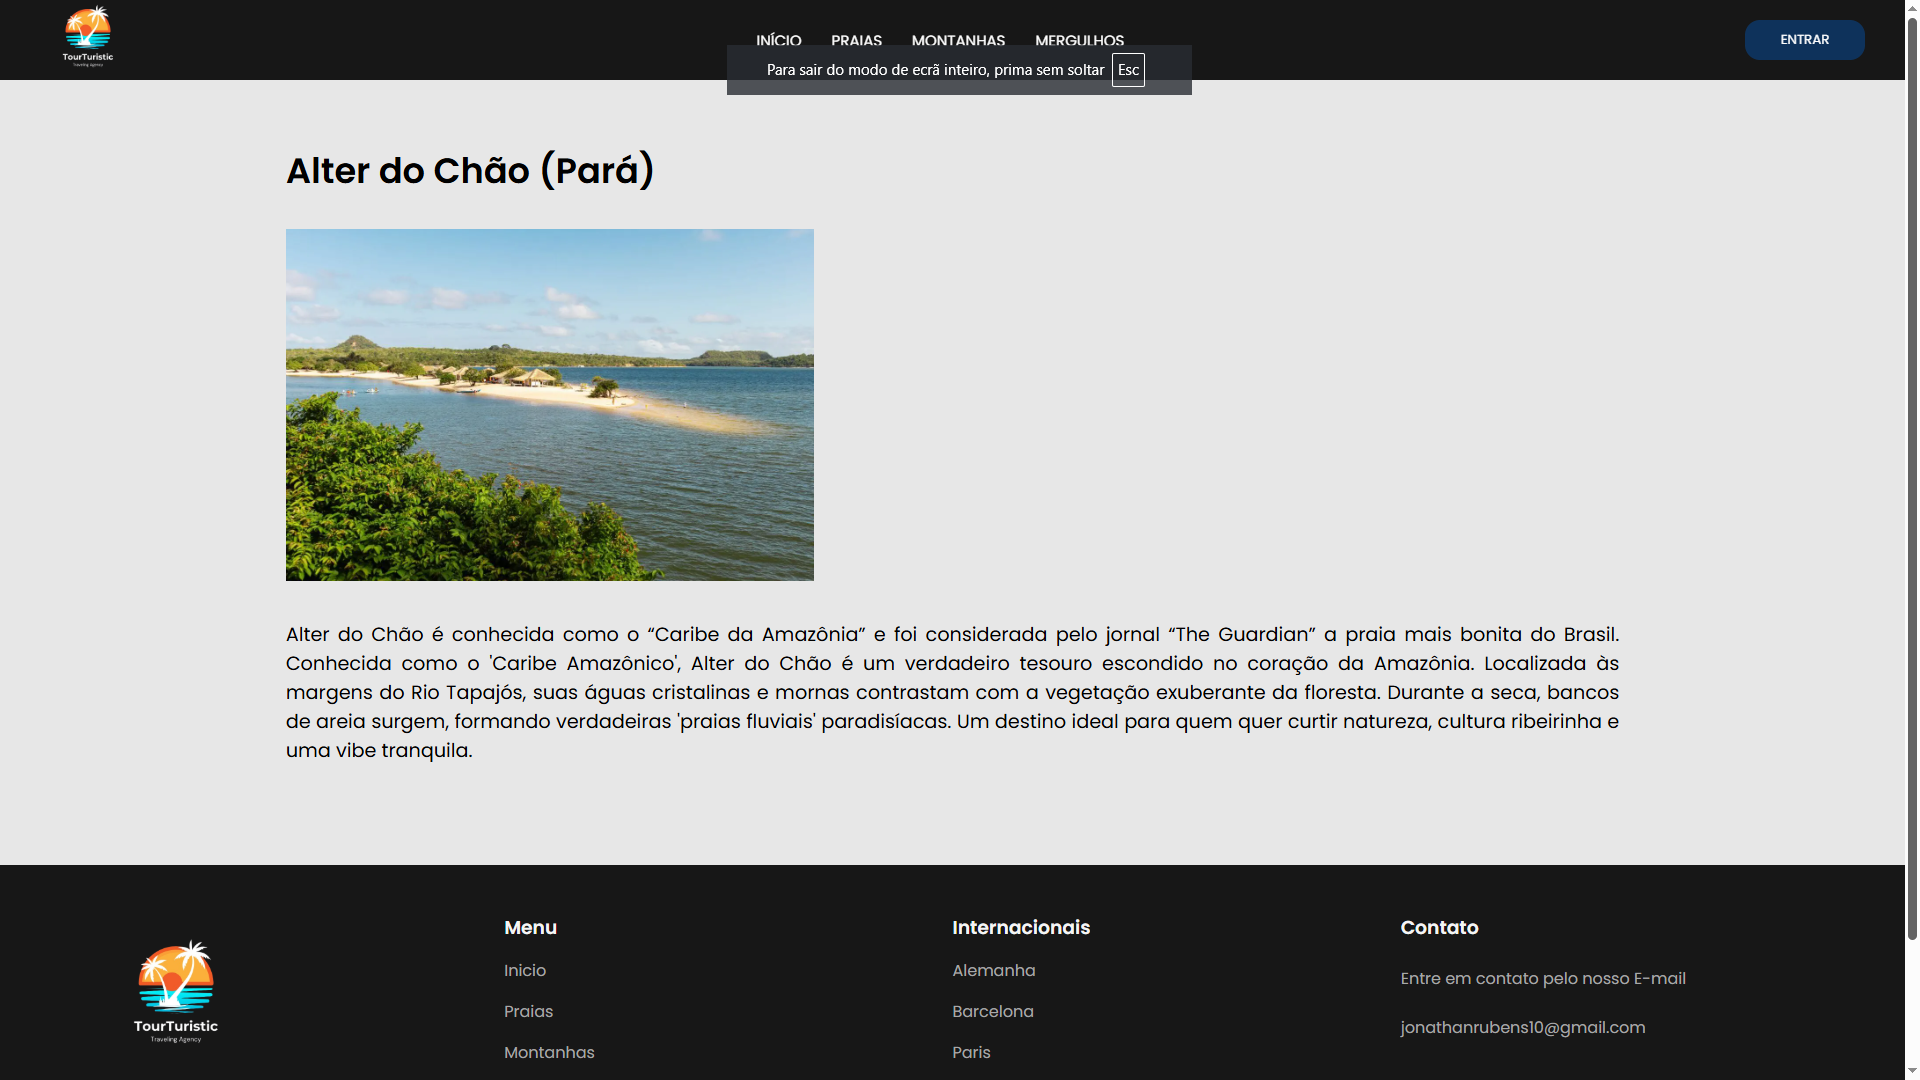 TourTuristic
Traveling Agency
INÍCIO PRAIAS MONTANHAS MERGULHOS
ENTRAR
Para sair do modo de ecrã inteiro, prima sem soltar Esc
Alter do Chão (Pará)
Alter do Chão é conhecida como o “Caribe da Amazônia” e foi considerada pelo jornal “The Guardian” a praia mais bonita do Brasil.
Conhecida como o 'Caribe Amazônico', Alter do Chão é um verdadeiro tesouro escondido no coração da Amazônia. Localizada às
margens do Rio Tapajós, suas águas cristalinas e mornas contrastam com a vegetação exuberante da floresta. Durante a seca, bancos
de areia surgem, formando verdadeiras 'praias fluviais' paradisíacas. Um destino ideal para quem quer curtir natureza, cultura ribeirinha e
uma vibe tranquila.
TourTuristic
Traveling Agency
Menu
Inicio
Praias
Montanhas
Internacionais
Alemanha
Barcelona
Paris
Contato
Entre em contato pelo nosso E-mail
jonathanrubens10@gmail.com